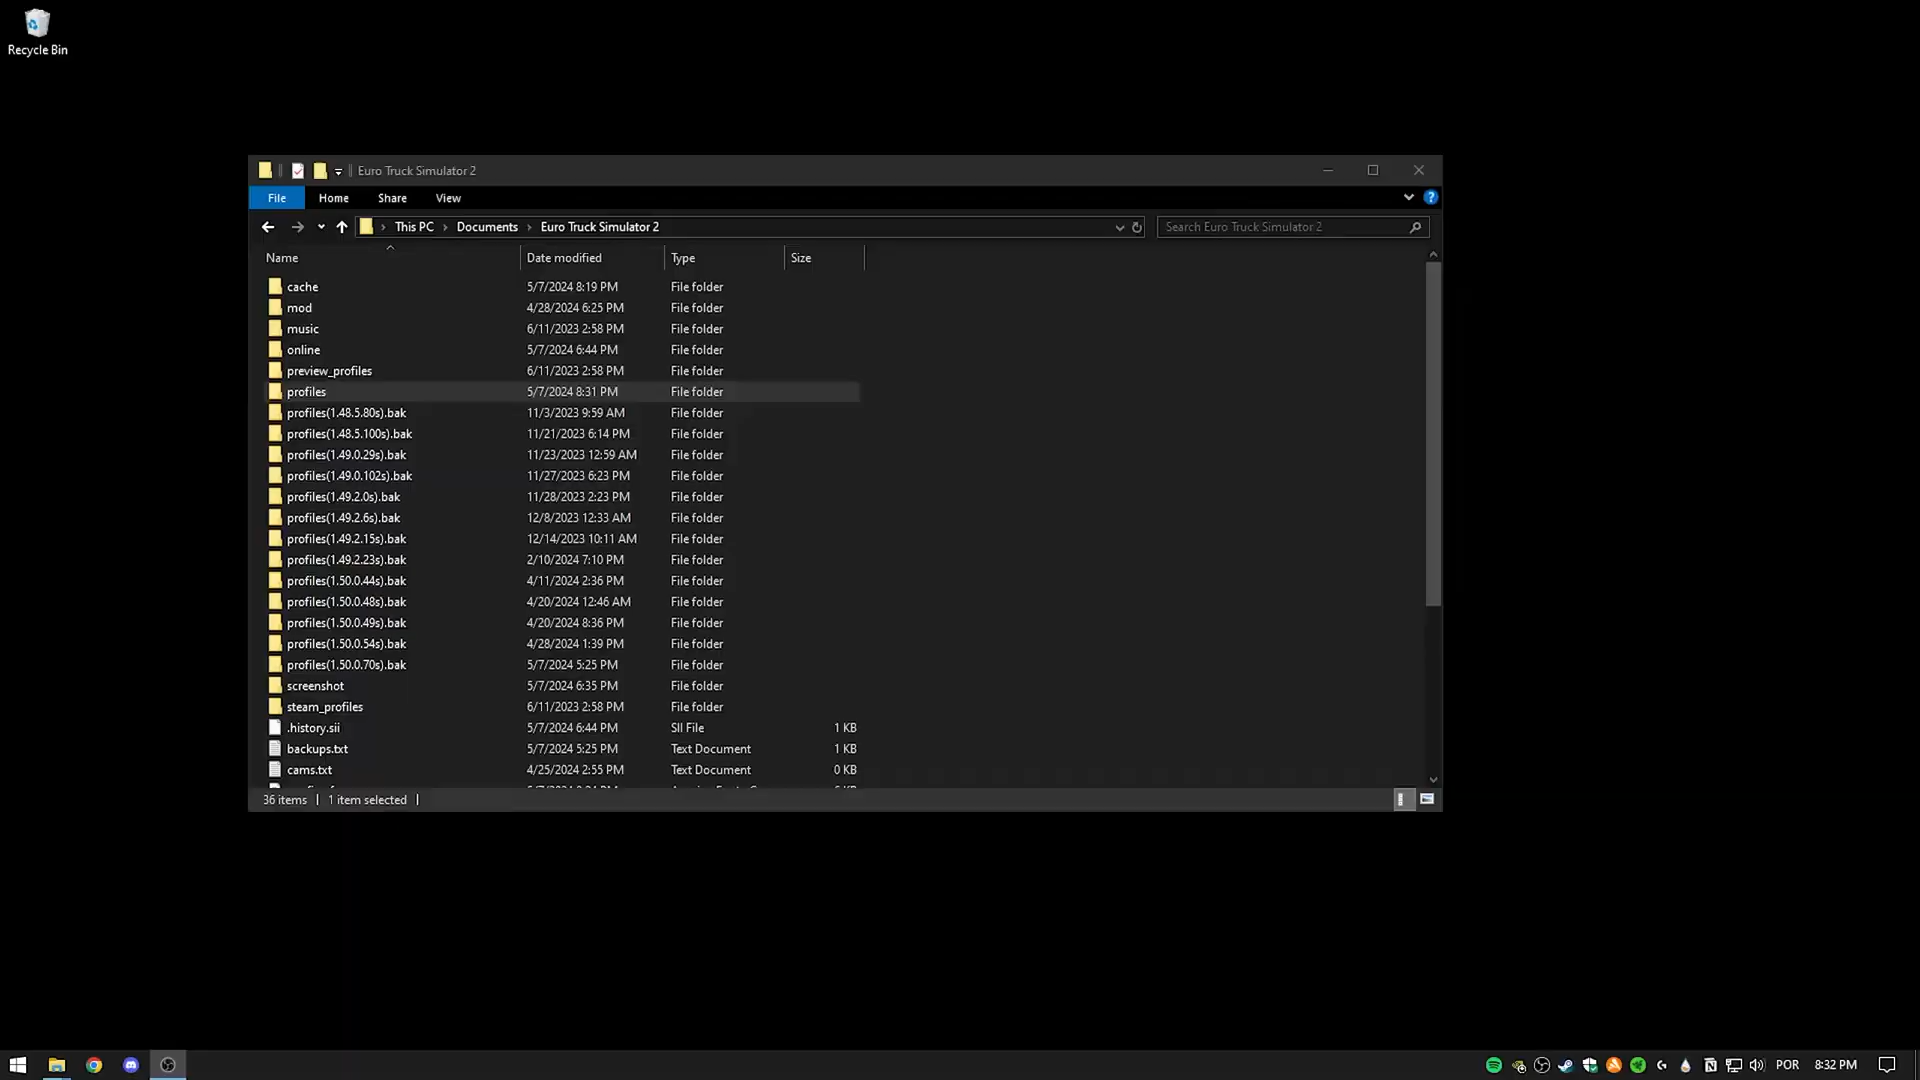 Recycle Bin
Euro Truck Simulator 2
File Home Share View
This PC Documents Euro Truck Simulator 2 Search Euro Truck Simulator 2
Name Date modified Type Size
cache 5/7/2024 8:19 PM File folder
mod 4/28/2024 6:25 PM File folder
music 6/11/2023 2:58 PM File folder
online 5/7/2024 6:44 PM File folder
preview_profiles 6/11/2023 2:58 PM File folder
profiles 5/7/2024 8:31 PM File folder
profiles(1.48.5.80s).bak 11/3/2023 9:59 AM File folder
profiles(1.48.5.100s).bak 11/21/2023 6:14 PM File folder
profiles(1.49.0.29s).bak 11/23/2023 12:59 AM File folder
profiles(1.49.0.102s).bak 11/27/2023 6:23 PM File folder
profiles(1.49.2.0s).bak 11/28/2023 2:23 PM File folder
profiles(1.49.2.6s).bak 12/8/2023 12:33 AM File folder
profiles(1.49.2.15s).bak 12/14/2023 10:11 AM File folder
profiles(1.49.2.23s).bak 2/10/2024 7:10 PM File folder
profiles(1.50.0.44s).bak 4/11/2024 2:36 PM File folder
profiles(1.50.0.48s).bak 4/20/2024 12:46 AM File folder
profiles(1.50.0.49s).bak 4/20/2024 8:36 PM File folder
profiles(1.50.0.54s).bak 4/28/2024 1:39 PM File folder
profiles(1.50.0.70s).bak 5/7/2024 5:25 PM File folder
screenshot 5/7/2024 6:35 PM File folder
steam_profiles 6/11/2023 2:58 PM File folder
.history.sii 5/7/2024 6:44 PM SII File 1 KB
backups.txt 5/7/2024 5:25 PM Text Document 1 KB
cams.txt 4/25/2024 2:55 PM Text Document 0 KB
36 items 1 item selected
POR 8:32 PM